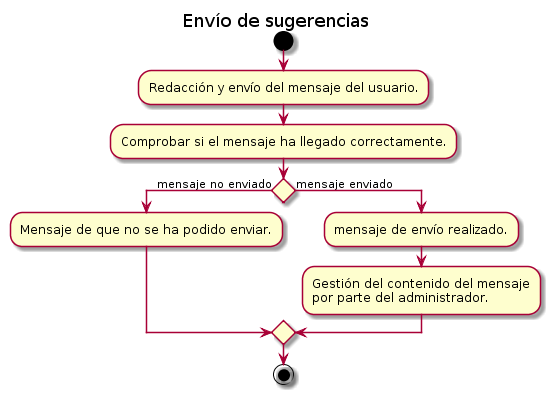 Envío de sugerencias
Redacción y envío del mensaje del usuario.
Comprobar si el mensaje ha llegado correctamente.
mensaje no enviado
mensaje enviado
Mensaje de que no se ha podido enviar.
mensaje de envío realizado.
Gestión del contenido del mensaje
por parte del administrador.